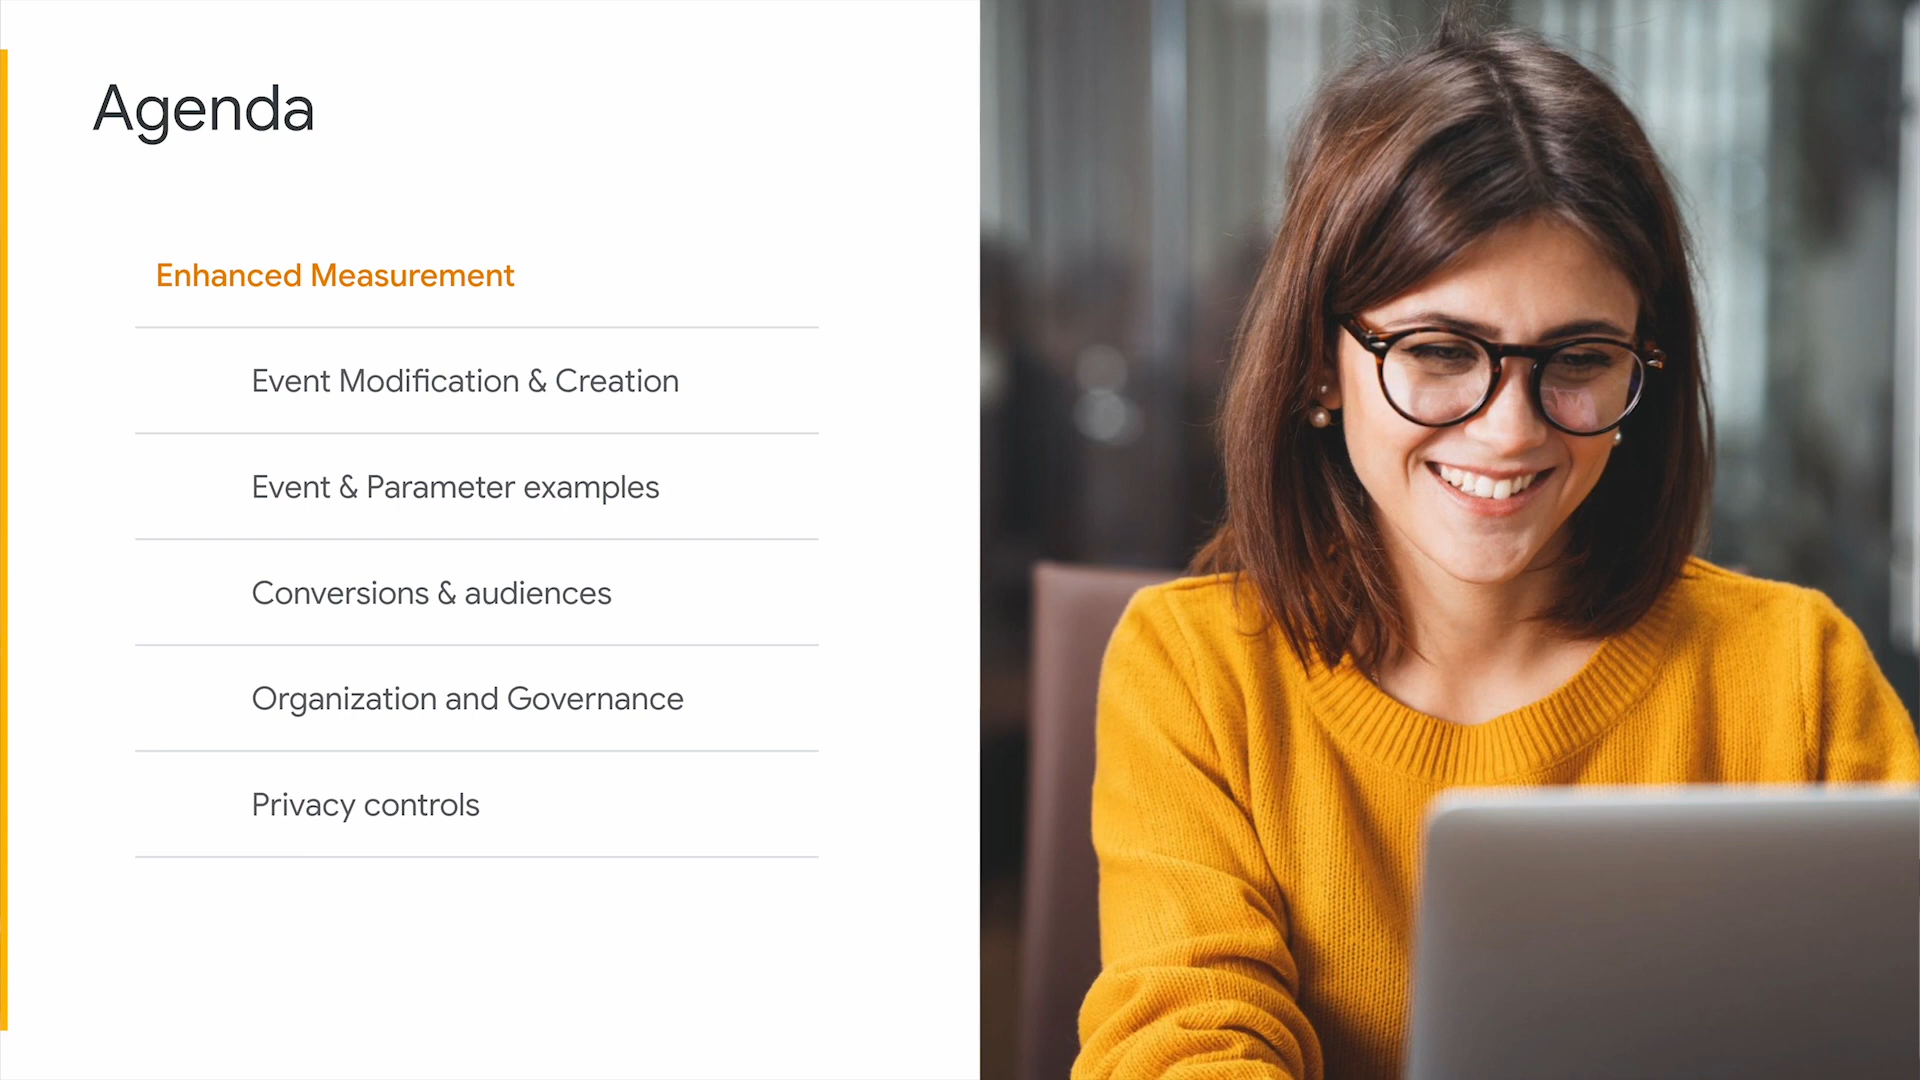 Agenda
Enhanced Measurement
Event Modification & Creation
Event & Parameter examples
Conversions & audiences
Organization and Governance
Privacy controls